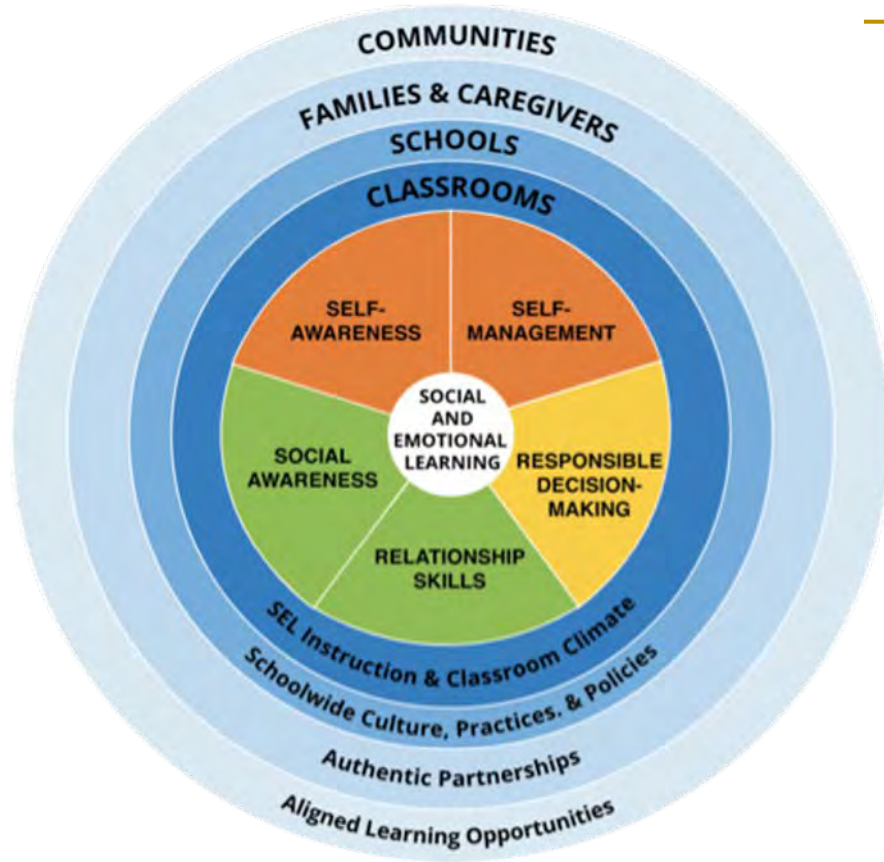 COMMUNITIES
FAMILIES & CAREGIVERS
SCHOOLS
CLASSROOMS
SELF-
AWARENESS
SELF-
MANAGEMENT
SOCIAL
AND
EMOTIONAL
LEARNING
SOCIAL
AWARENESS
RESPONSIBLE
DECISION-
MAKING
RELATIONSHIP
SKILLS
SEL Instruction & Classroom Climate
Schoolwide Culture, Practices. & Policies
Authentic Partnerships
Aligned Learning Opportunities